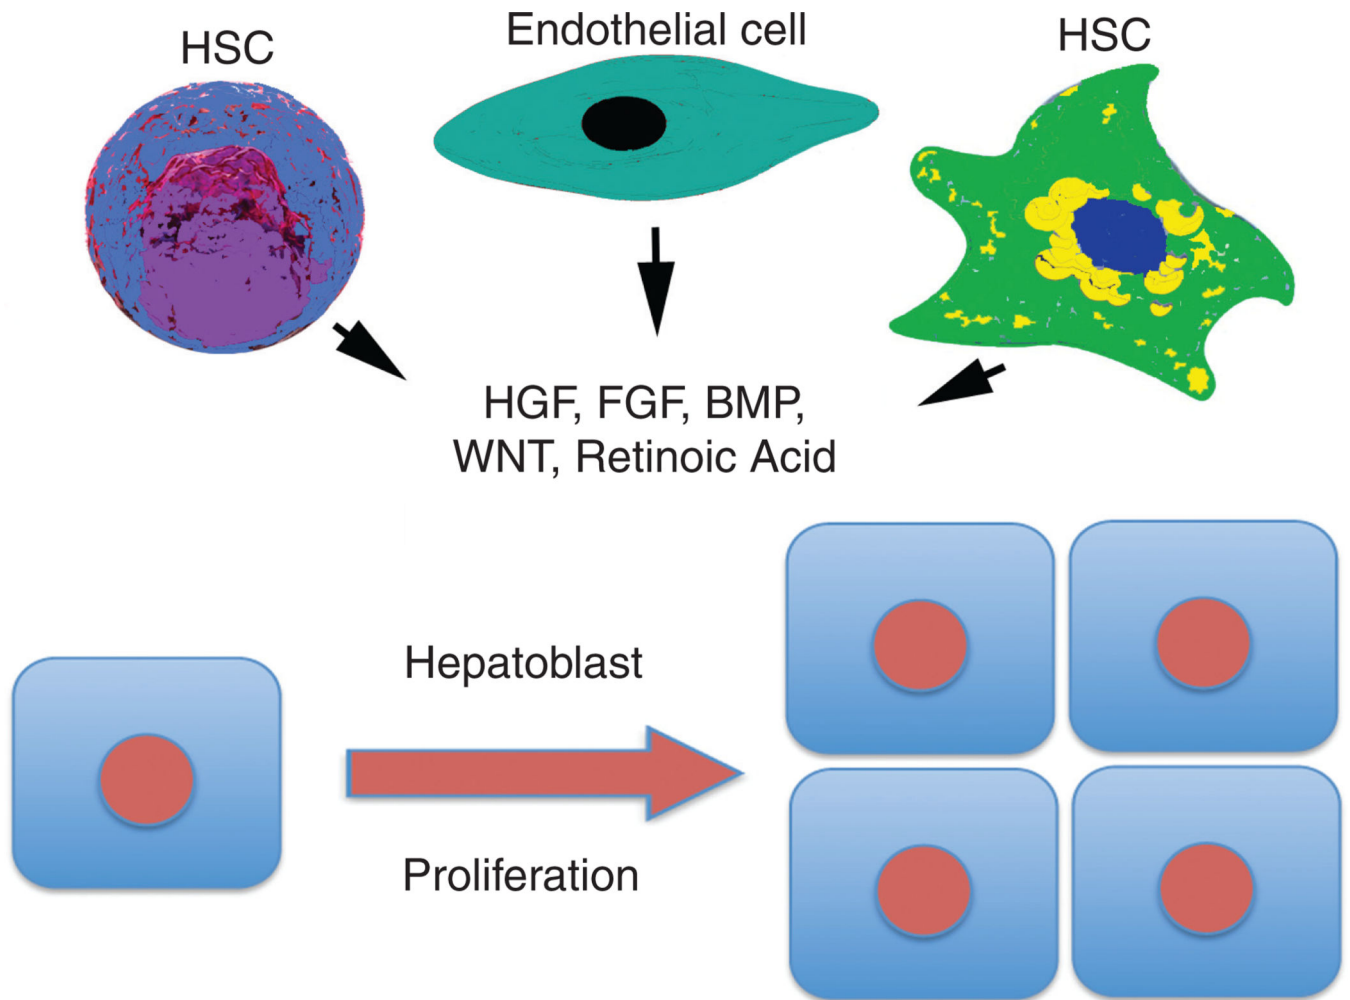 HSC
Endothelial cell
HSC
HGF, FGF, BMP,
WNT, Retinoic Acid
Hepatoblast
Proliferation